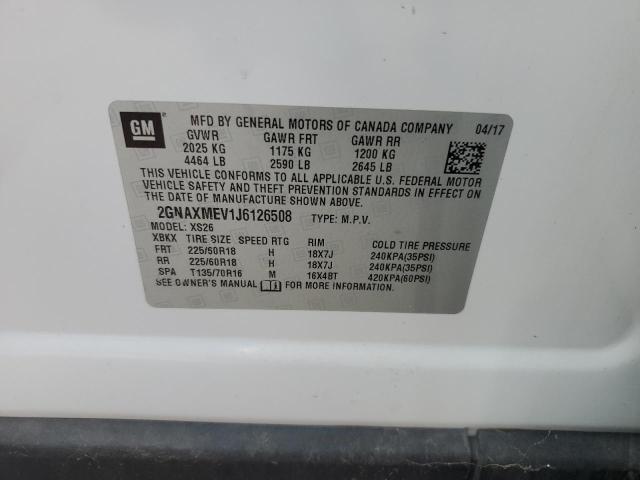 GM
MFD BY GENERAL MOTORS OF CANADA COMPANY 04/17
GVWR GAWR FRT GAWR RR
2025 KG 1175 KG 1200 KG
4464 LB 2590 LB 2645 LB
THIS VEHICLE CONFORMS TO ALL APPLICABLE U.S. FEDERAL MOTOR
VEHICLE SAFETY AND THEFT PREVENTION STANDARDS IN EFFECT ON
THE DATE OF MANUFACTURE SHOWN ABOVE.
2GNAXMEV1J6126508 TYPE: M.P.V.
MODEL: XS26
XBKX TIRE SIZE SPEED RTG RIM COLD TIRE PRESSURE
FRT 225/60R18 H 18X7J 240KPA(35PSI)
RR 225/60R18 H 18X7J 240KPA(35PSI)
SPA T135/70R16 M 16X4BT 420KPA(60PSI)
SEE OWNER'S MANUAL FOR MORE INFORMATION.